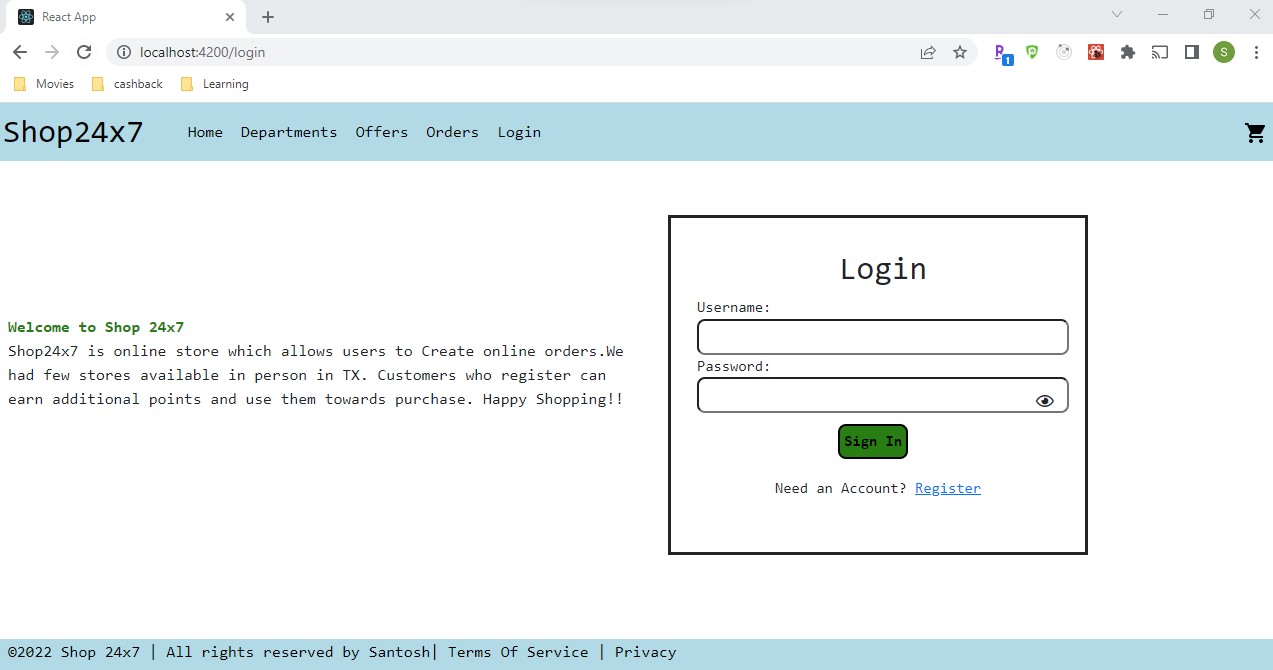 React App
localhost:4200/login
1
S
Movies cashback Learning
Shop24x7 Home Departments Offers Orders Login
Welcome to Shop 24x7
Shop24x7 is online store which allows users to Create online orders.We
had few stores available in person in TX. Customers who register can
earn additional points and use them towards purchase. Happy Shopping!!
Login
Username:
Password:
Sign In
Need an Account? Register
©2022 Shop 24x7 | All rights reserved by Santosh| Terms Of Service | Privacy